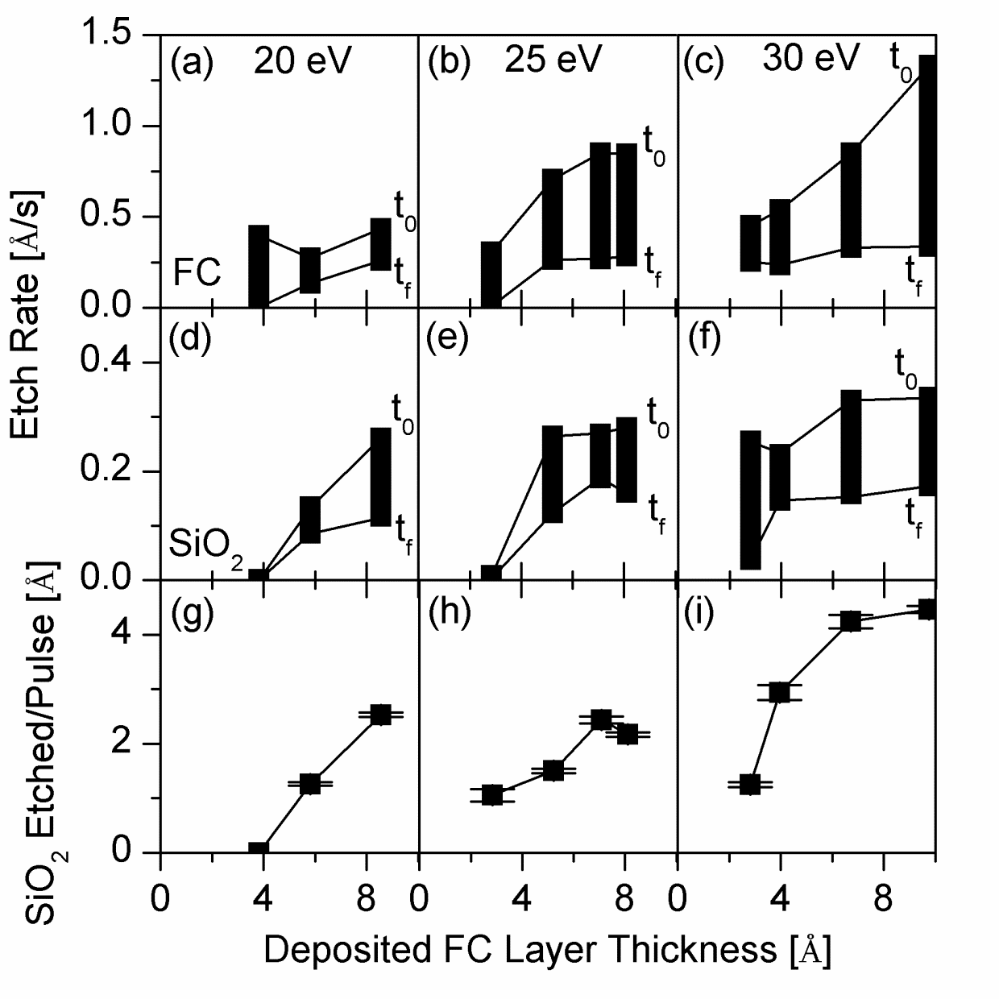 1.5
(a) 20 eV
(b) 25 eV
(c) 30 eV
t0
1.0
t0
0.5
t0
FC
tf
tf
tf
0.0
Etch Rate [Å/s]
(d)
(e)
(f)
0.4
t0
t0
t0
0.2
SiO2
tf
tf
tf
0.0
SiO2 Etched/Pulse [Å]
(g)
(h)
(i)
4
2
0
0 4 8 0 4 8 0 4 8
Deposited FC Layer Thickness [Å]